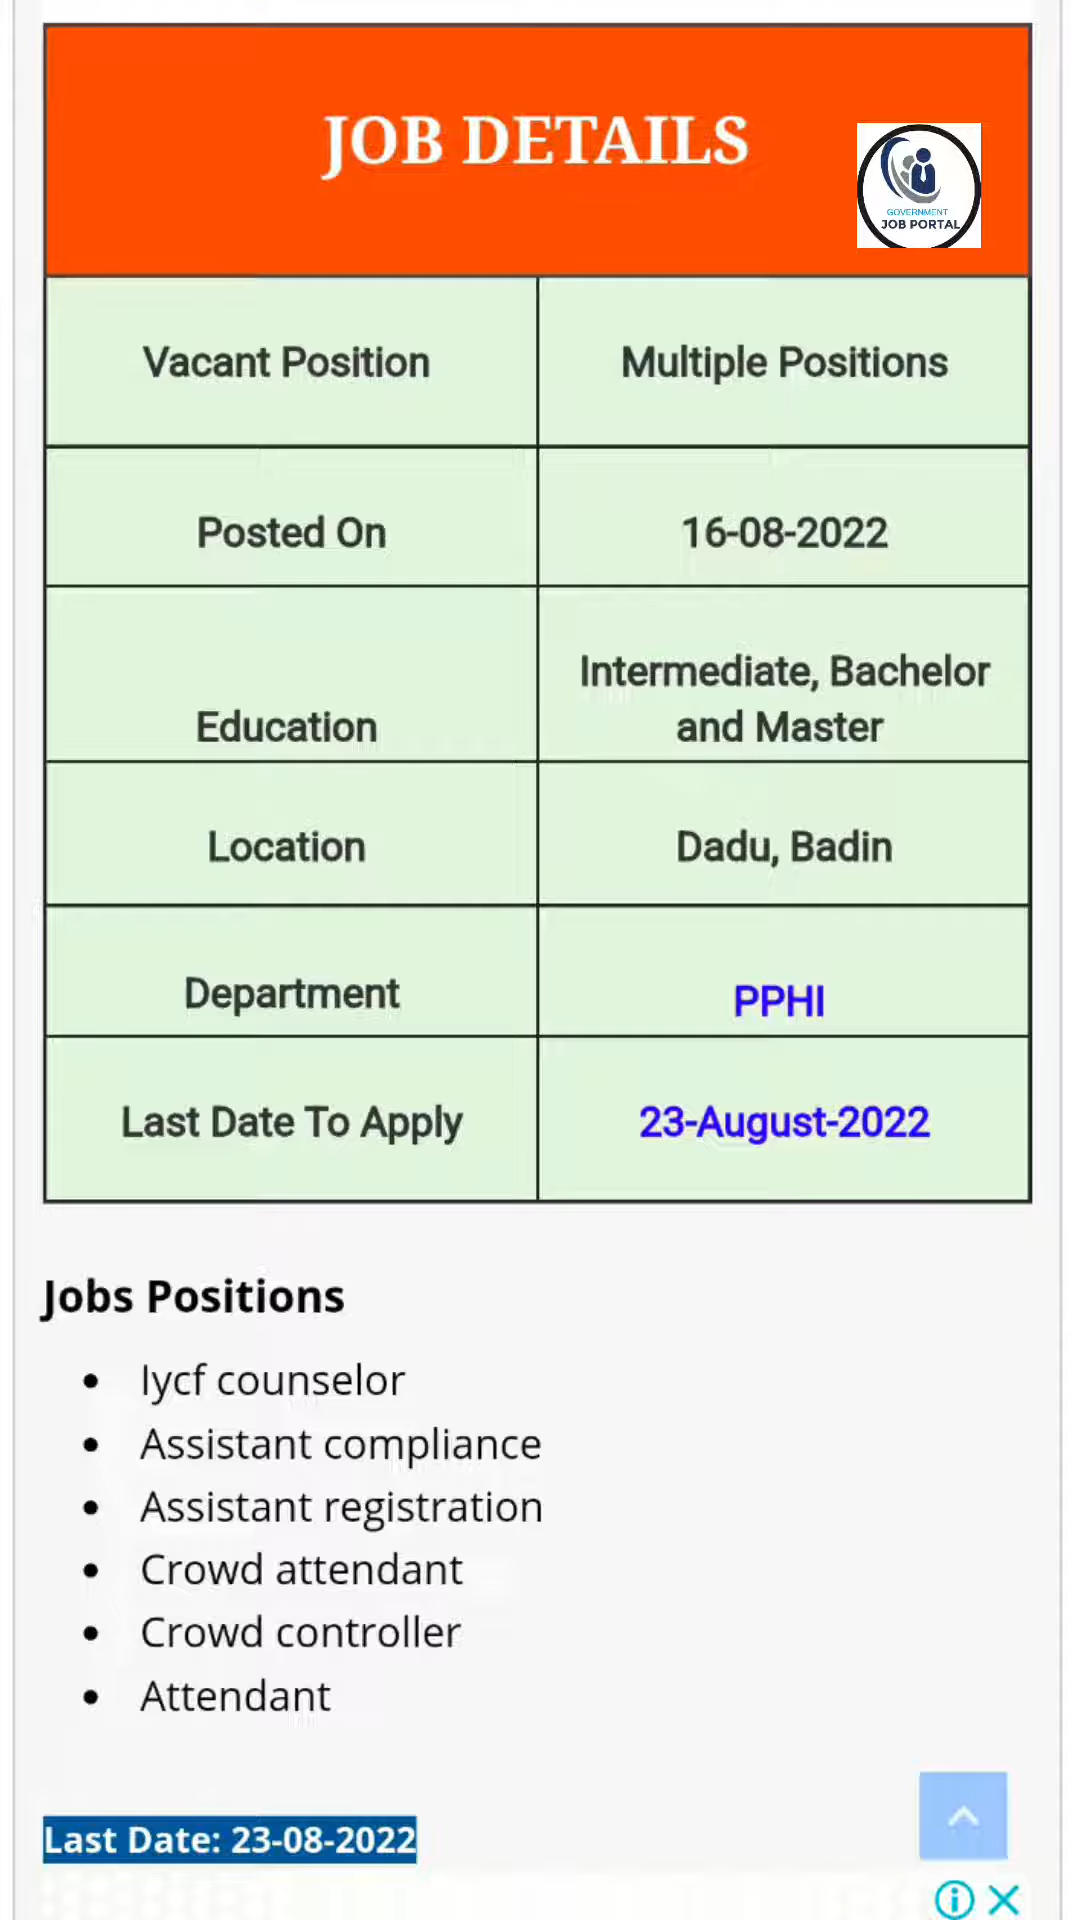 JOB DETAILS
GOVERNMENT
JOB PORTAL
Vacant Position
Multiple Positions
Posted On
16-08-2022
Education
Intermediate, Bachelor
and Master
Location
Dadu, Badin
Department
PPHI
Last Date To Apply
23-August-2022
Jobs Positions
• Iycf counselor
• Assistant compliance
• Assistant registration
• Crowd attendant
• Crowd controller
• Attendant
Last Date: 23-08-2022